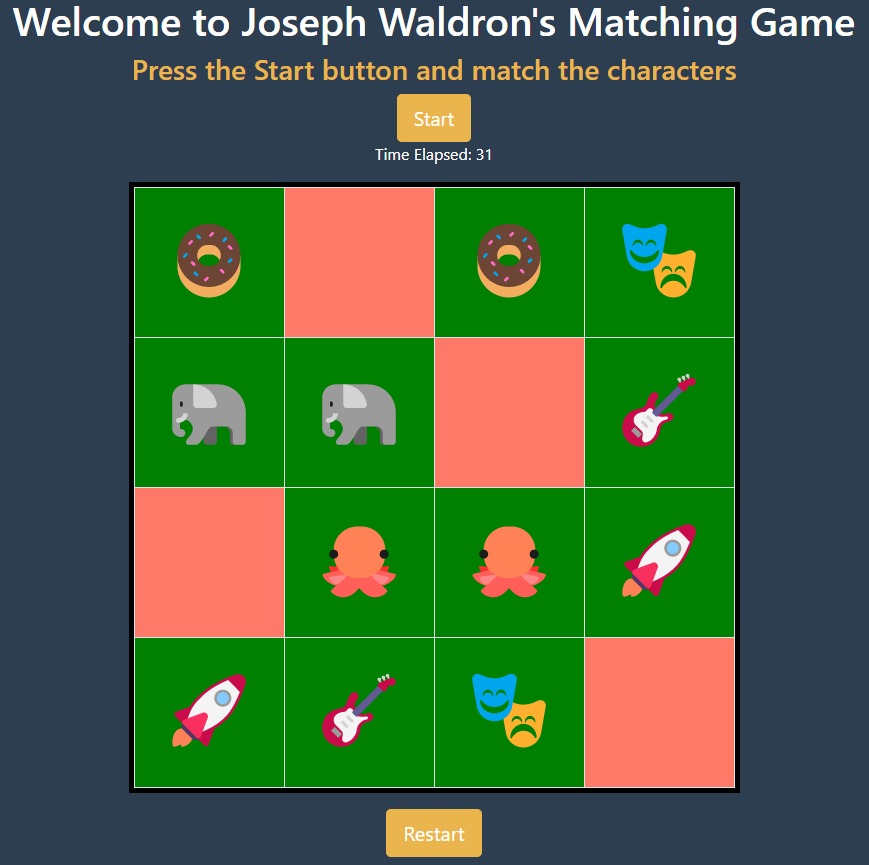 Welcome to Joseph Waldron's Matching Game
Press the Start button and match the characters
Start
Time Elapsed: 31
Restart